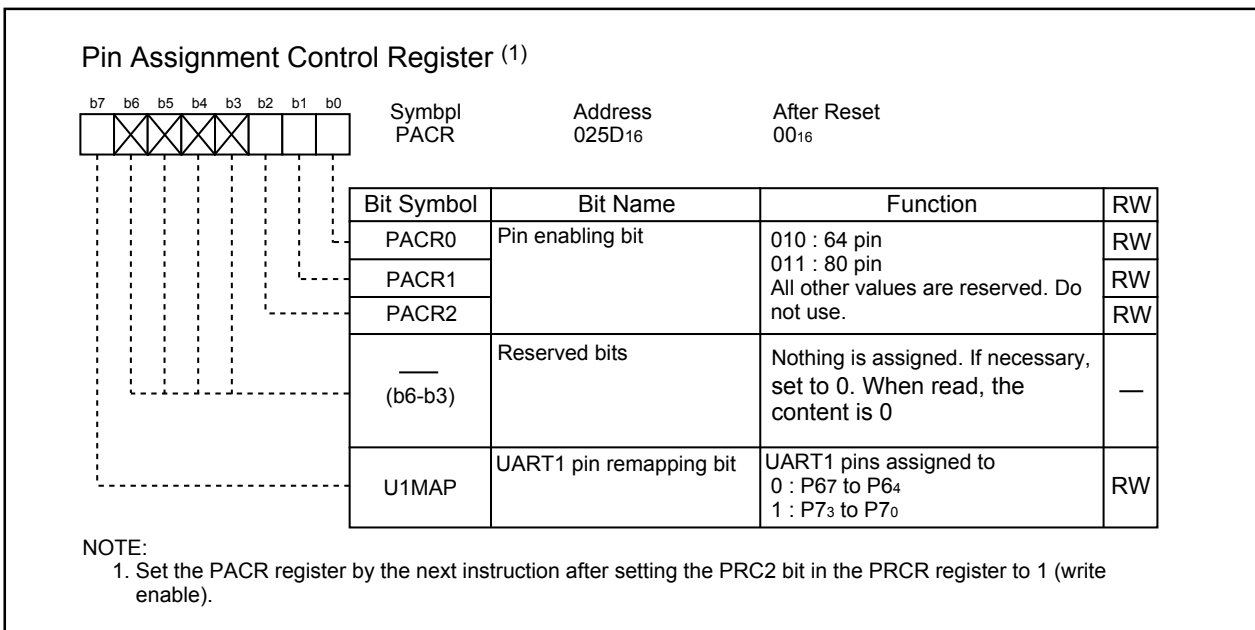 Pin Assignment Control Register (1)
b7 b6 b5 b4 b3 b2 b1 b0
Symbpl Address After Reset
PACR 025D16 0016
Bit Symbol Bit Name Function RW
PACR0 Pin enabling bit 010 : 64 pin RW
011 : 80 pin
PACR1 All other values are reserved. Do RW
PACR2 not use. RW
Reserved bits Nothing is assigned. If necessary,
(b6-b3) set to 0. When read, the —
content is 0
UART1 pin remapping bit UART1 pins assigned to
U1MAP 0 : P67 to P64 RW
1 : P73 to P70
NOTE:
1. Set the PACR register by the next instruction after setting the PRC2 bit in the PRCR register to 1 (write
enable).